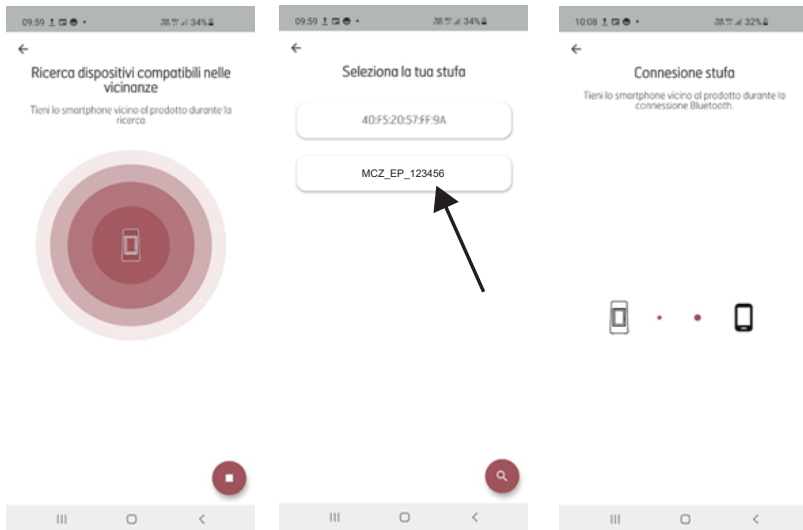 09:59
34%
Ricerca dispositivi compatibili nelle
vicinanze
Tieni lo smartphone vicino al prodotto durante la
ricerca
09:59
34%
Seleziona la tua stufa
40:F5:20:57:FF:9A
MCZ_EP_123456
10:08
32%
Connesione stufa
Tieni lo smartphone vicino al prodotto durante la
connessione Bluetooth.